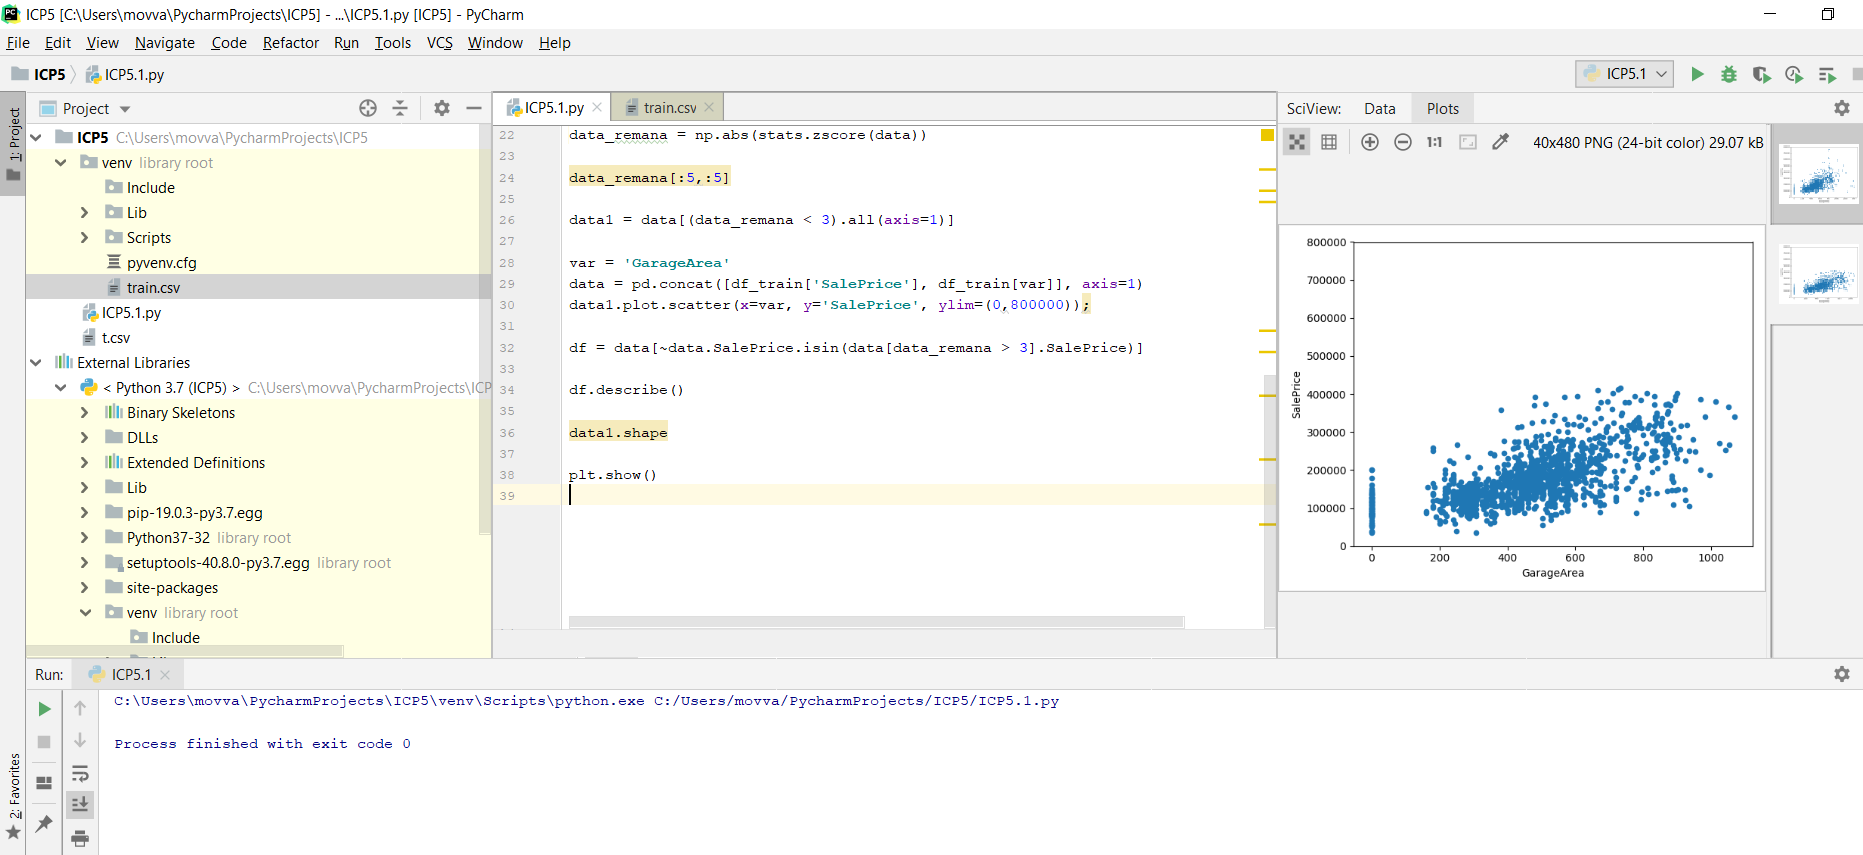 ICP5 [C:\Users\movva\PycharmProjects\ICP5] - ...\ICP5.1.py [ICP5] - PyCharm
File Edit View Navigate Code Refactor Run Tools VCS Window Help
ICP5 ICP5.1.py
ICP5.1
1: Project
Project
ICP5 C:\Users\movva\PycharmProjects\ICP5
venv library root
Include
Lib
Scripts
pyvenv.cfg
train.csv
ICP5.1.py
t.csv
External Libraries
< Python 3.7 (ICP5) > C:\Users\movva\PycharmProjects\ICP
Binary Skeletons
DLLs
Extended Definitions
Lib
pip-19.0.3-py3.7.egg
Python37-32 library root
setuptools-40.8.0-py3.7.egg library root
site-packages
venv library root
Include
ICP5.1.py train.csv
22 data_remana = np.abs(stats.zscore(data))
23
24 data_remana[:5,:5]
25
26 data1 = data[(data_remana < 3).all(axis=1)]
27
28 var = 'GarageArea'
29 data = pd.concat([df_train['SalePrice'], df_train[var]], axis=1)
30 data1.plot.scatter(x=var, y='SalePrice', ylim=(0,800000));
31
32 df = data[~data.SalePrice.isin(data[data_remana > 3].SalePrice)]
33
34 df.describe()
35
36 data1.shape
37
38 plt.show()
39
SciView: Data Plots
1:1 40x480 PNG (24-bit color) 29.07 kB
800000
700000
600000
500000
400000
300000
200000
100000
0
SalePrice
0 200 400 600 800 1000
GarageArea
Run: ICP5.1
C:\Users\movva\PycharmProjects\ICP5\venv\Scripts\python.exe C:/Users/movva/PycharmProjects/ICP5/ICP5.1.py
Process finished with exit code 0
2: Favorites